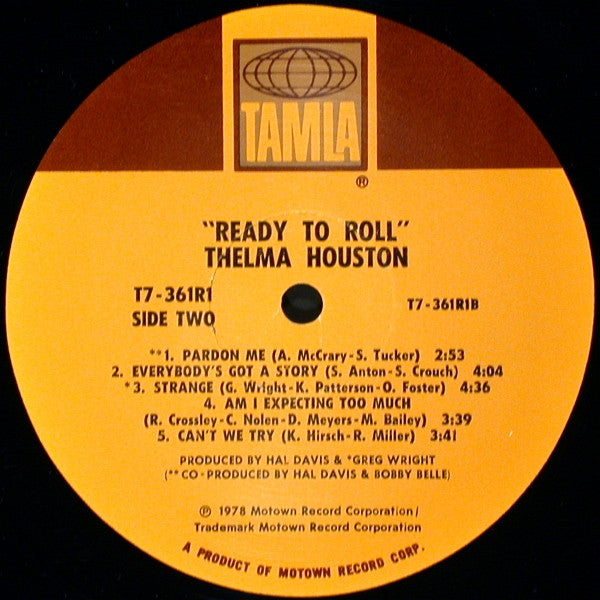 TAMLA
®
"READY TO ROLL"
THELMA HOUSTON
T7-361R1
SIDE TWO
T7-361R1B
**1. PARDON ME (A. McCrary-S. Tucker) 2:53
2. EVERYBODY'S GOT A STORY (S. Anton-S. Crouch) 4:04
*3. STRANGE (G. Wright-K. Patterson-O. Foster) 4:36
4. AM I EXPECTING TOO MUCH
(R. Crossley-C. Nolen-D. Meyers-M. Bailey) 3:39
5. CAN'T WE TRY (K. Hirsch-R. Miller) 3:41
PRODUCED BY HAL DAVIS & *GREG WRIGHT
(**CO-PRODUCED BY HAL DAVIS & BOBBY BELLE)
℗ 1978 Motown Record Corporation/
Trademark Motown Record Corporation
A PRODUCT OF MOTOWN RECORD CORP.